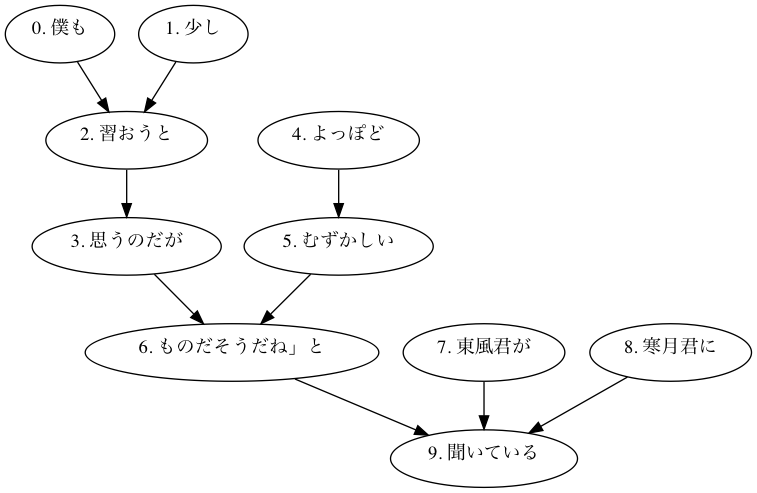 0. 僕も
1. 少し
2. 習おうと
4. よっぽど
3. 思うのだが
5. むずかしい
6. ものだそうだね」と
7. 東風君が
8. 寒月君に
9. 聞いている